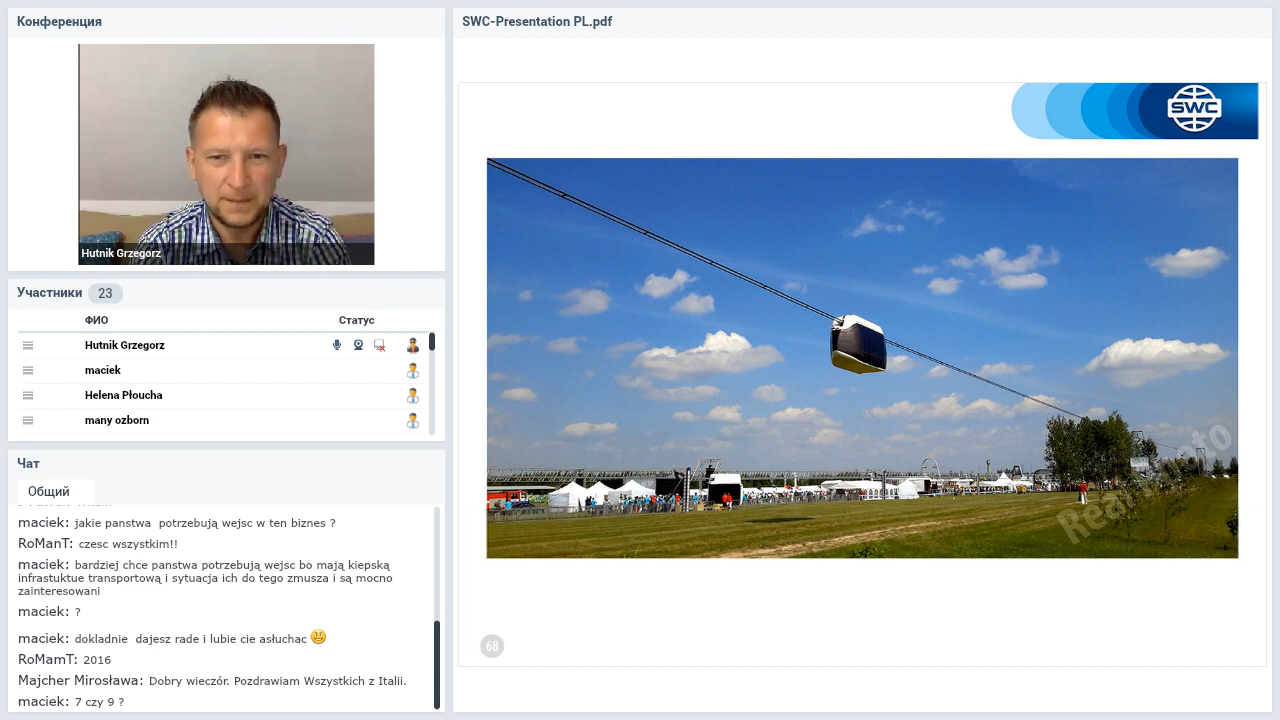 Конференция
Hutnik Grzegorz
Участники 23
ФИО Статус
Hutnik Grzegorz
maciek
Helena Płoucha
many ozborn
Чат
Общий
maciek: jakie panstwa potrzebują wejsc w ten biznes ?
RoManT: czesc wszystkim!!
maciek: bardziej chce panstwa potrzebują wejsc bo mają kiepską
infrastuktue transportową i sytuacja ich do tego zmusza i są mocno
zainteresowani
maciek: ?
maciek: dokladnie dajesz rade i lubie cie asłuchac
RoMamT: 2016
Majcher Mirosława: Dobry wieczór. Pozdrawiam Wszystkich z Italii.
maciek: 7 czy 9 ?
SWC-Presentation PL.pdf
SWC
68